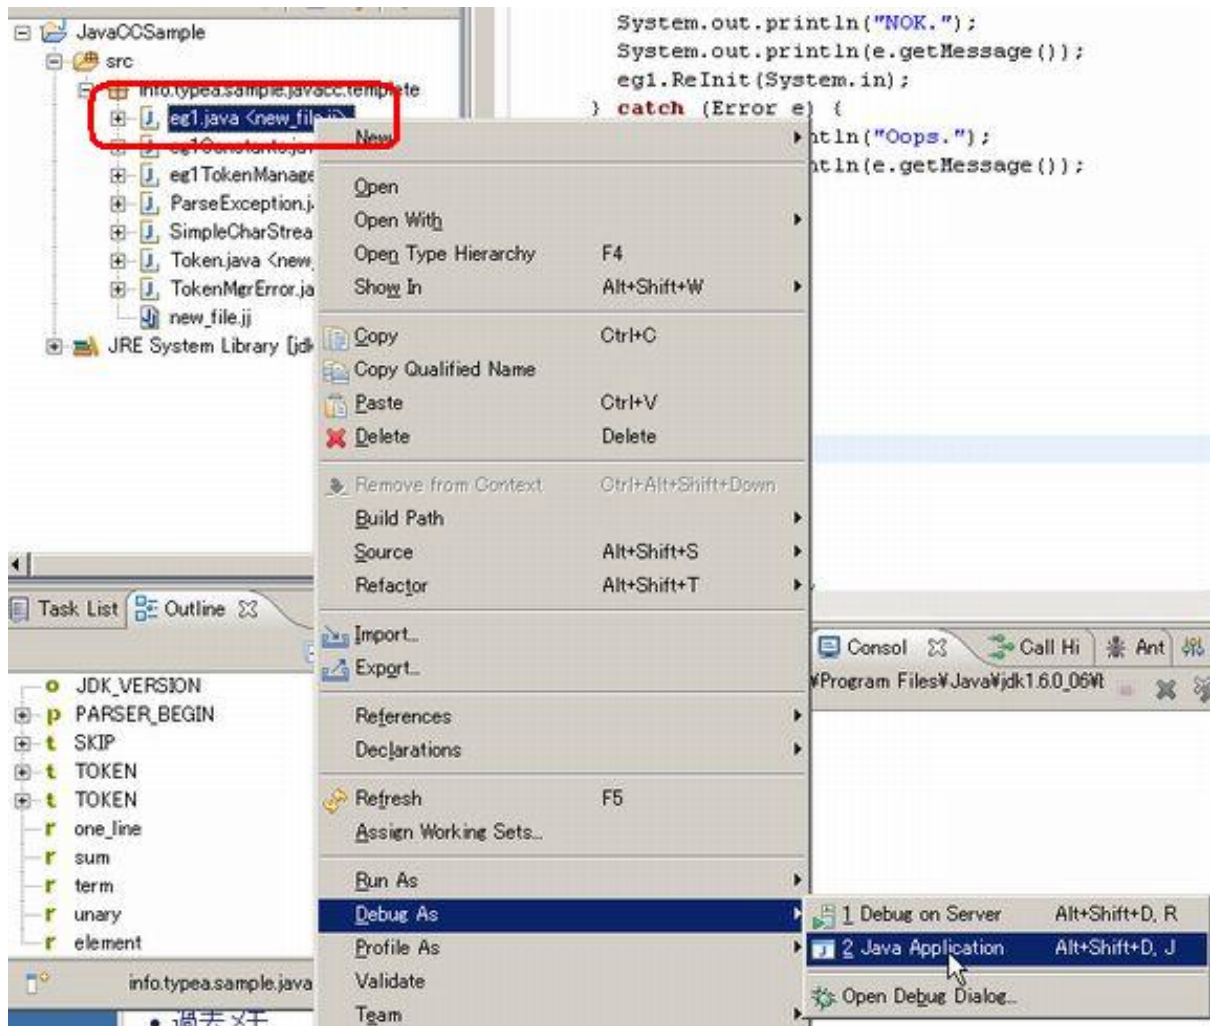 JavaCCSample
src
info.typea.sample.javacc.templete
eg1.java <new_file.jj>
eg1Constants.jav
eg1TokenManage
ParseException.j
SimpleCharStrea
Token.java <new_
TokenMgrError.ja
new_file.jj
JRE System Library [jdk
System.out.println("NOK.");
System.out.println(e.getMessage());
eg1.ReInit(System.in);
} catch (Error e) {
ntln("Oops.");
ntln(e.getMessage());
New
Open
Open With
Open Type Hierarchy F4
Show In Alt+Shift+W
Copy Ctrl+C
Copy Qualified Name
Paste Ctrl+V
Delete Delete
Remove from Context Ctrl+Alt+Shift+Down
Build Path
Source Alt+Shift+S
Refactor Alt+Shift+T
Import...
Export...
References
Declarations
Refresh F5
Assign Working Sets...
Run As
Debug As
Profile As
Validate
Team
1 Debug on Server Alt+Shift+D, R
2 Java Application Alt+Shift+D, J
Open Debug Dialog...
Task List Outline
JDK_VERSION
PARSER_BEGIN
SKIP
TOKEN
TOKEN
one_line
sum
term
unary
element
info.typea.sample.java
Consol Call Hi Ant
¥Program Files¥Java¥jdk1.6.0_06¥t